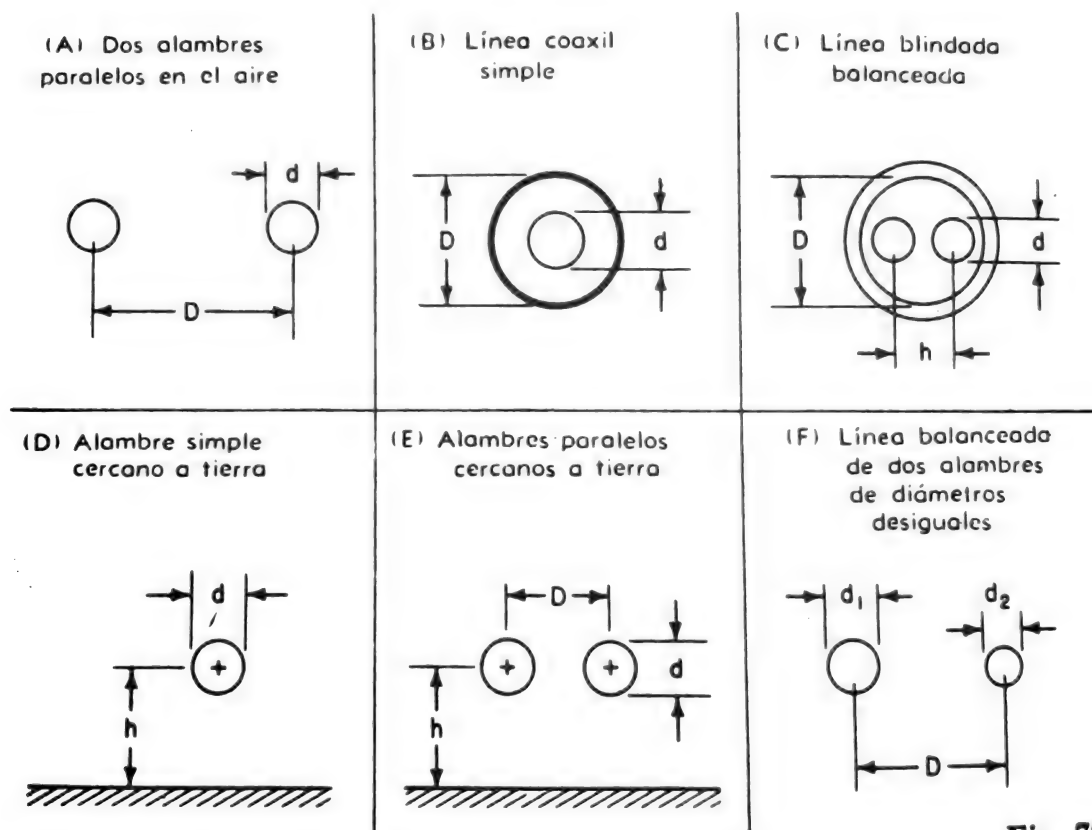 (A) Dos alambres
paralelos en el aire
d
D
(B) Línea coaxil
simple
D
d
(C) Línea blindada
balanceada
D
d
h
(D) Alambre simple
cercano a tierra
d
h
(E) Alambres paralelos
cercanos a tierra
D
d
h
(F) Línea balanceada
de dos alambres
de diámetros
desiguales
d₁
d₂
D